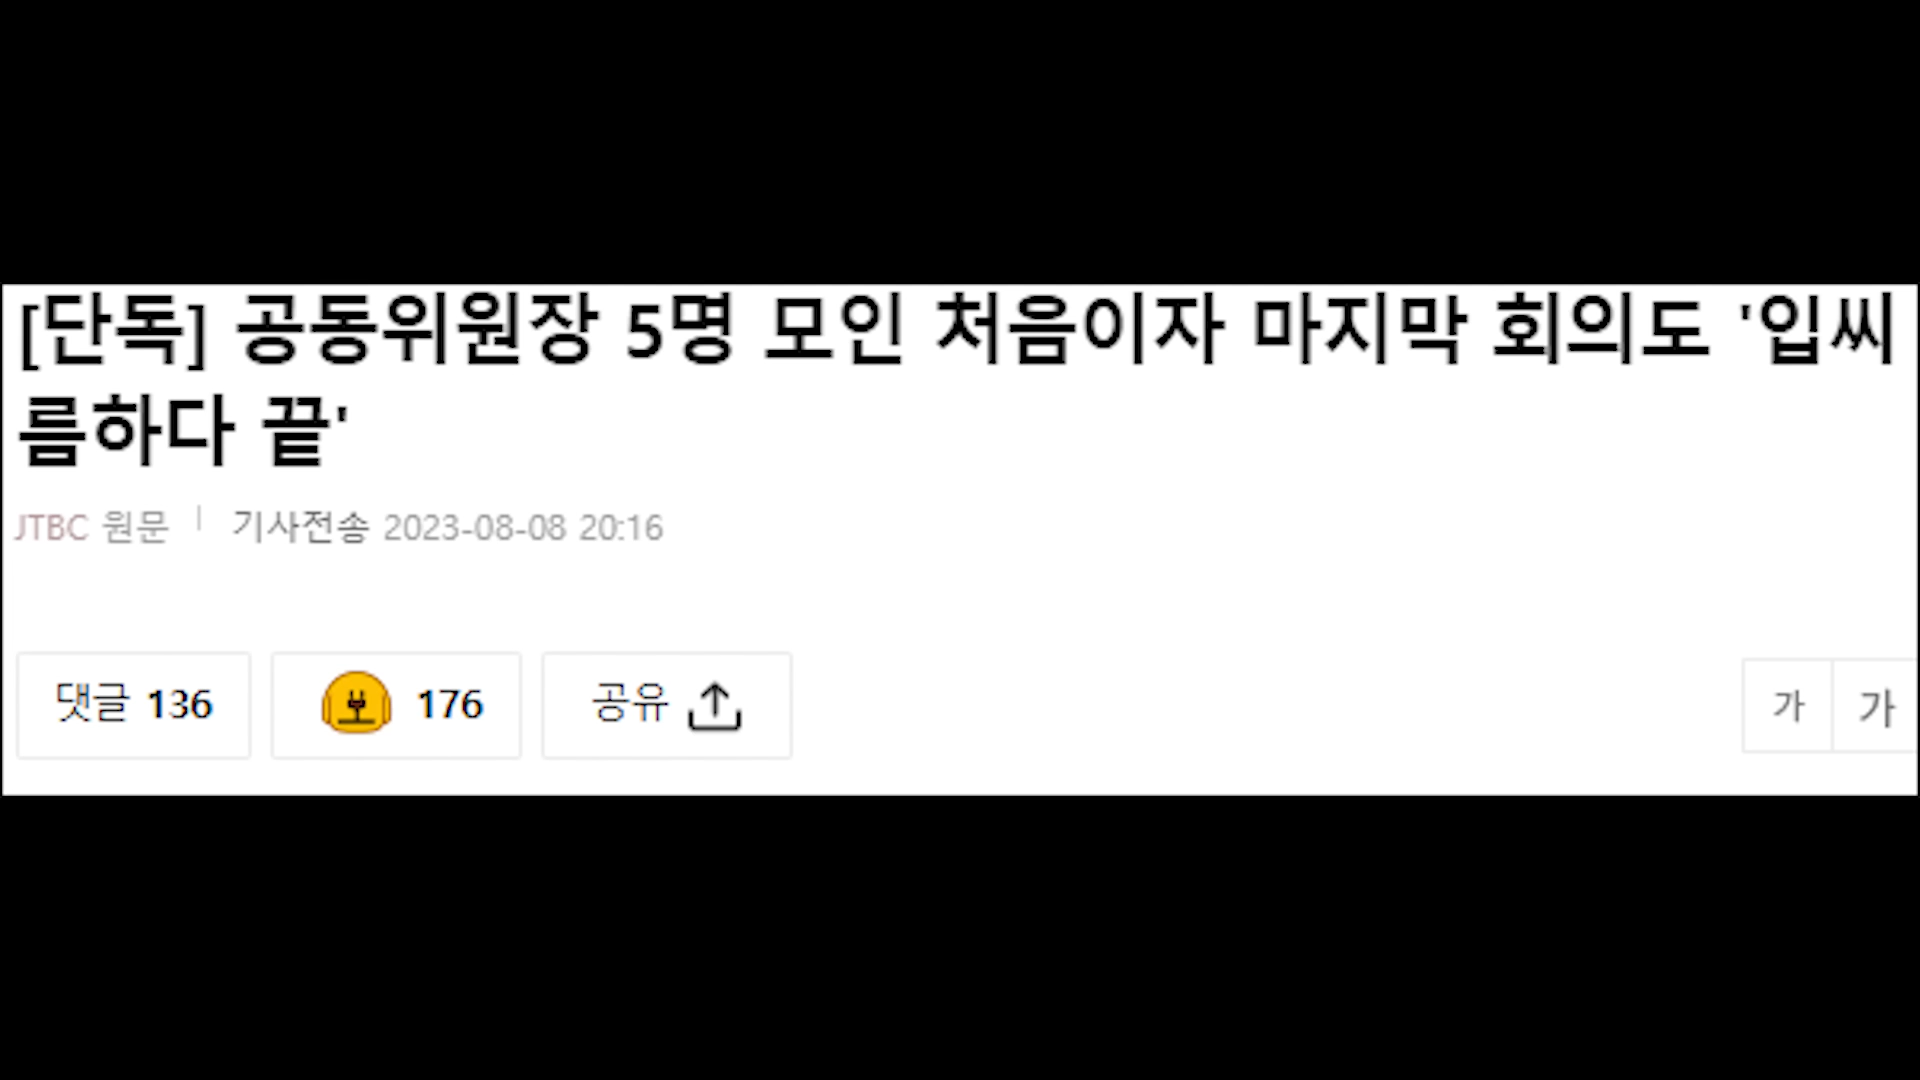 [단독] 공동위원장 5명 모인 처음이자 마지막 회의도 '입씨
름하다 끝'
JTBC 원문 | 기사전송 2023-08-08 20:16
댓글 136
176
공유
가 가